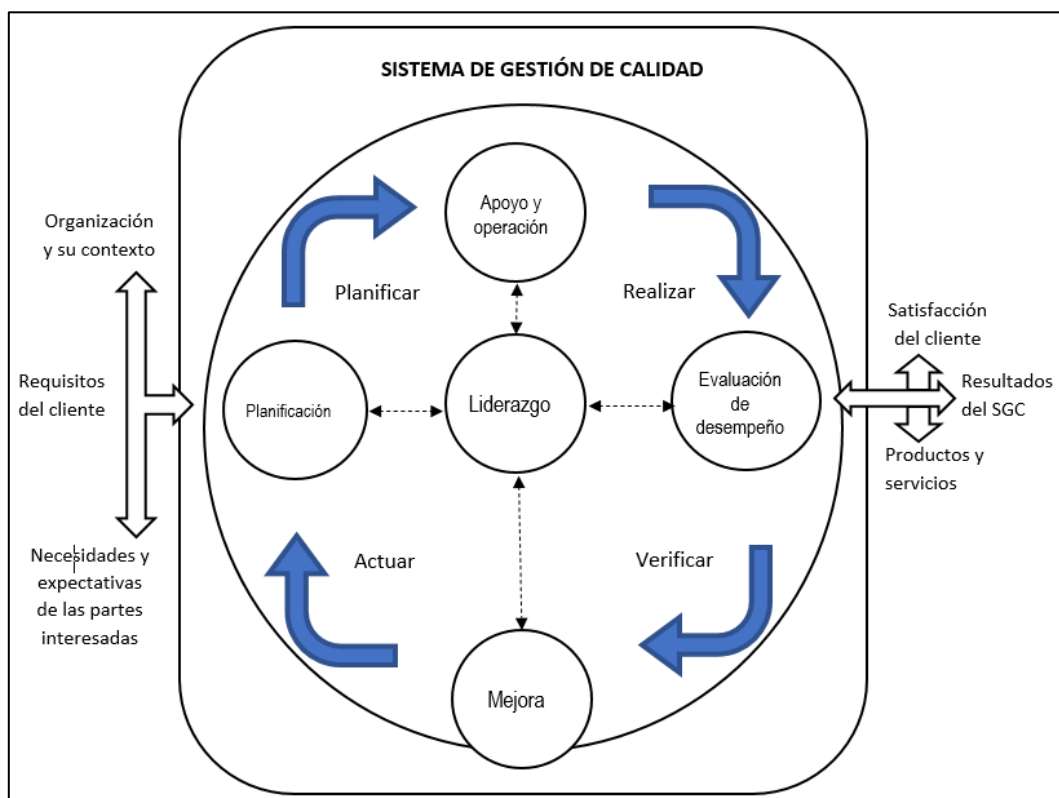 SISTEMA DE GESTIÓN DE CALIDAD
Organización
y su contexto
Requisitos
del cliente
Necesidades y
expectativas
de las partes
interesadas
Apoyo y
operación
Planificar
Realizar
Planificación
Liderazgo
Evaluación
de
desempeño
Actuar
Verificar
Mejora
Satisfacción
del cliente
Resultados
del SGC
Productos y
servicios